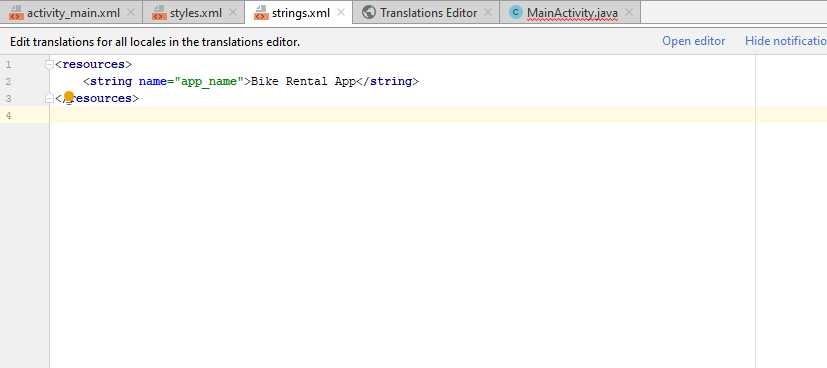 activity_main.xml styles.xml strings.xml Translations Editor MainActivity.java
Edit translations for all locales in the translations editor. Open editor Hide notificatio
1 <resources>
2 <string name="app_name">Bike Rental App</string>
3 </resources>
4